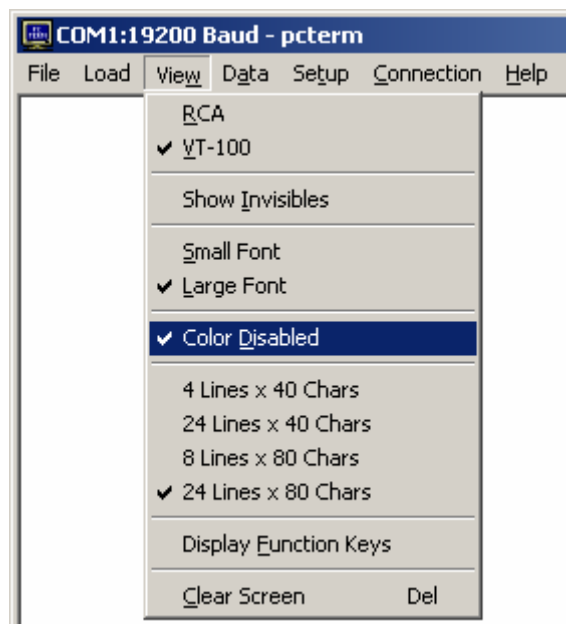 COM1:19200 Baud - pcterm
File Load View Data Setup Connection Help
RCA
✔ VT-100
Show Invisibles
Small Font
✔ Large Font
✔ Color Disabled
4 Lines x 40 Chars
24 Lines x 40 Chars
8 Lines x 80 Chars
✔ 24 Lines x 80 Chars
Display Function Keys
Clear Screen Del